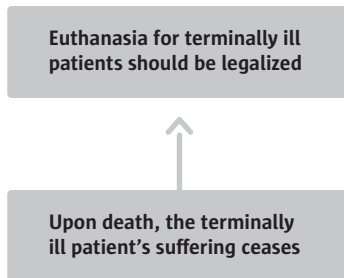 Euthanasia for terminally ill
patients should be legalized
Upon death, the terminally
ill patient’s suffering ceases